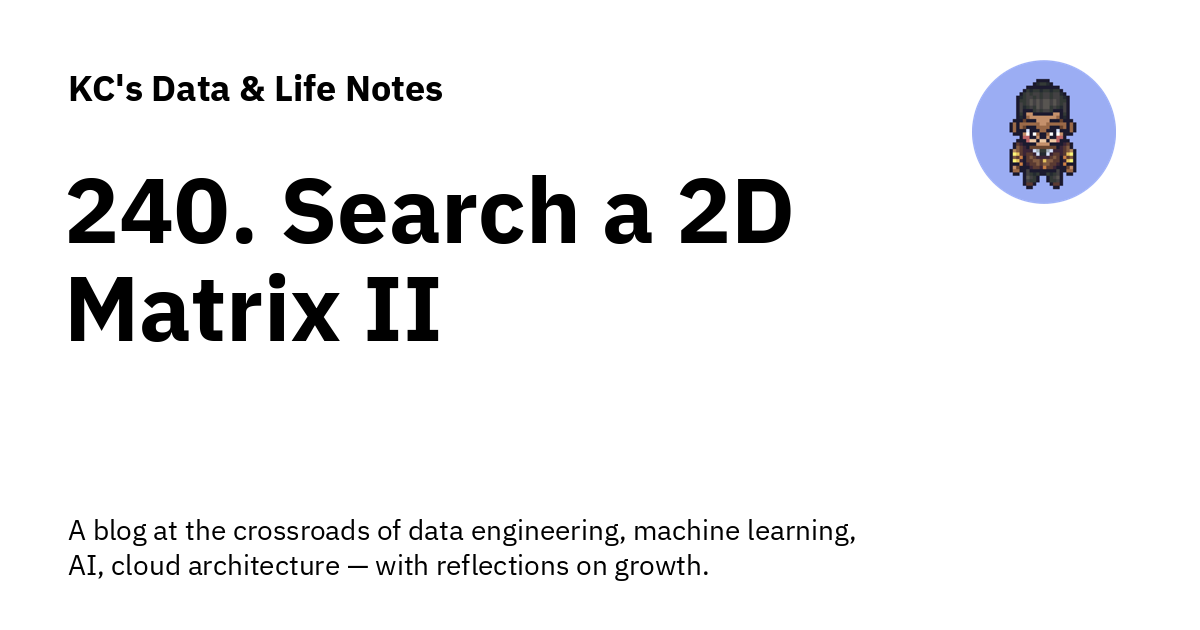 KC's Data & Life Notes
240. Search a 2D
Matrix II
A blog at the crossroads of data engineering, machine learning,
AI, cloud architecture — with reflections on growth.